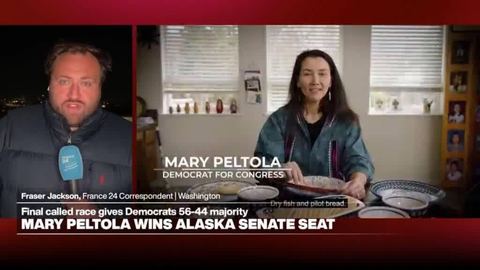 MARY PELTOLA
DEMOCRAT FOR CONGRESS
Dry fish and pilot bread.
Fraser Jackson, France 24 Correspondent | Washington
Final called race gives Democrats 56-44 majority
MARY PELTOLA WINS ALASKA SENATE SEAT